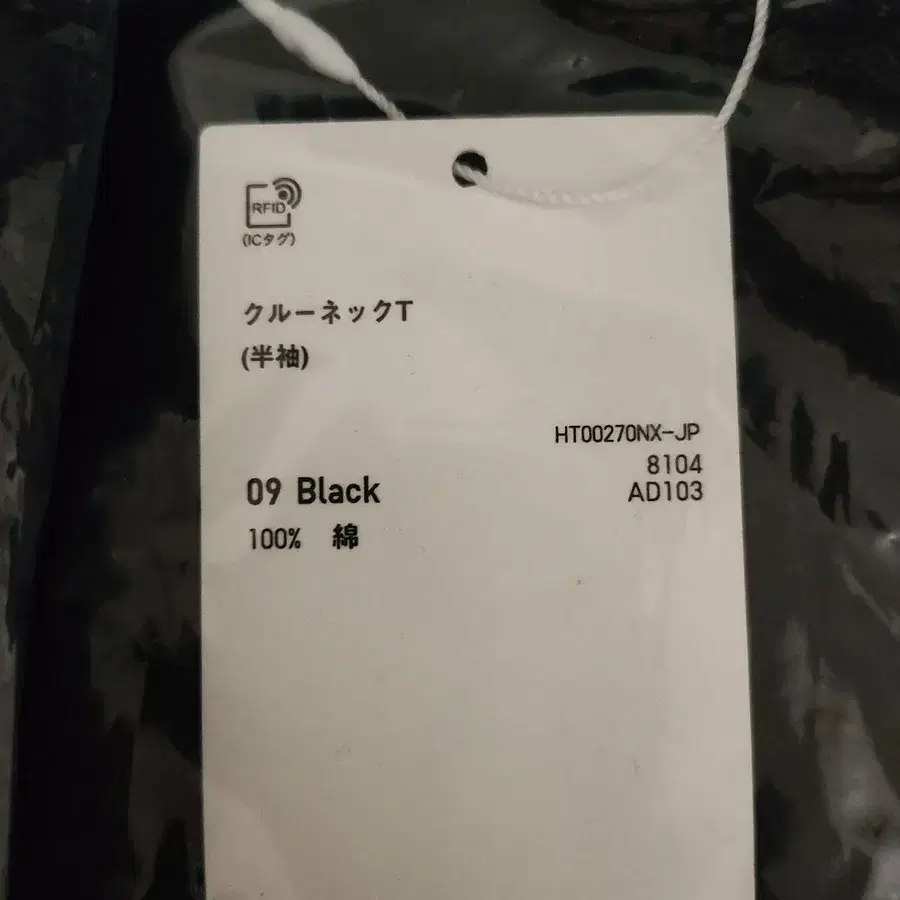 RFID
(ICタグ)
クルーネックT
(半袖)
HT00270NX-JP
8104
AD103
09 Black
100% 綿